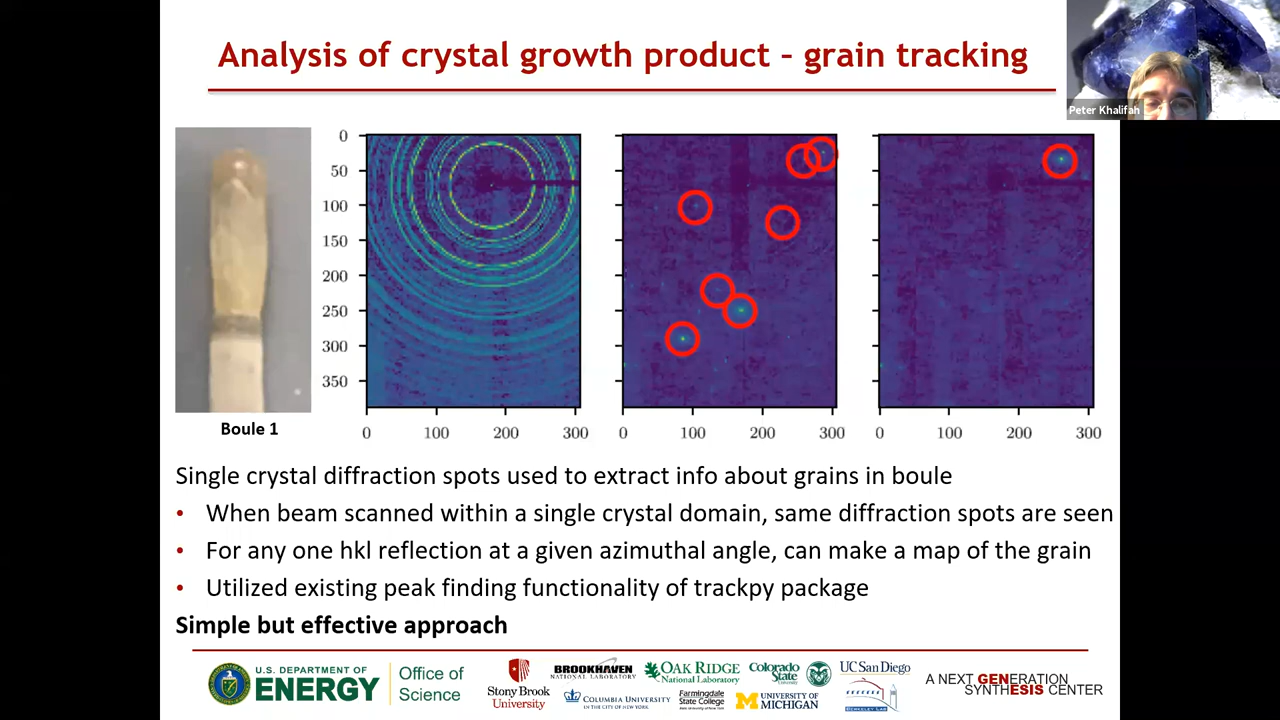 Analysis of crystal growth product – grain tracking
Peter Khalifah
0
50
100
150
200
250
300
350
0 100 200 300
0 100 200 300
0 100 200 300
Boule 1
Single crystal diffraction spots used to extract info about grains in boule
• When beam scanned within a single crystal domain, same diffraction spots are seen
• For any one hkl reflection at a given azimuthal angle, can make a map of the grain
• Utilized existing peak finding functionality of trackpy package
Simple but effective approach
U.S. DEPARTMENT OF
ENERGY
Office of
Science
Stony Brook
University
BROOKHAVEN
NATIONAL LABORATORY
OAK RIDGE
National Laboratory
Colorado
State
University
UC San Diego
COLUMBIA UNIVERSITY
IN THE CITY OF NEW YORK
Farmingdale
State College
UNIVERSITY OF
MICHIGAN
BERKELEY LAB
A NEXT GENERATION
SYNTHESIS CENTER